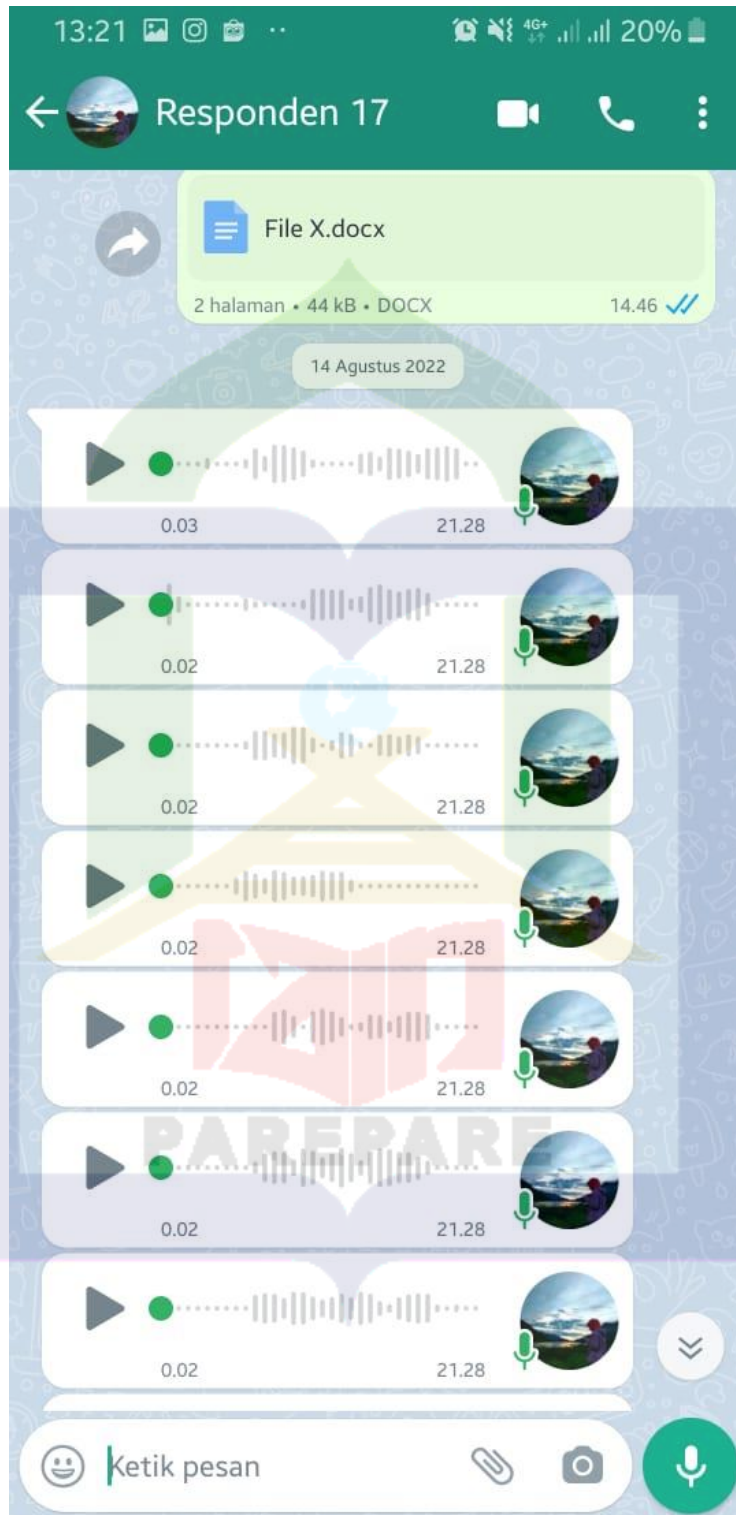 13:21 4G+ 20%
Responden 17
File X.docx
2 halaman • 44 kB • DOCX 14.46
14 Agustus 2022
0.03 21.28
0.02 21.28
0.02 21.28
0.02 21.28
0.02 21.28
PAREPARE
0.02 21.28
0.02 21.28
Ketik pesan